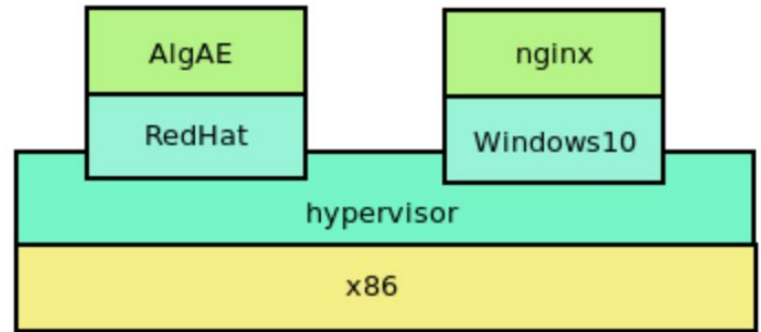 AlgAE
nginx
RedHat
Windows10
hypervisor
x86